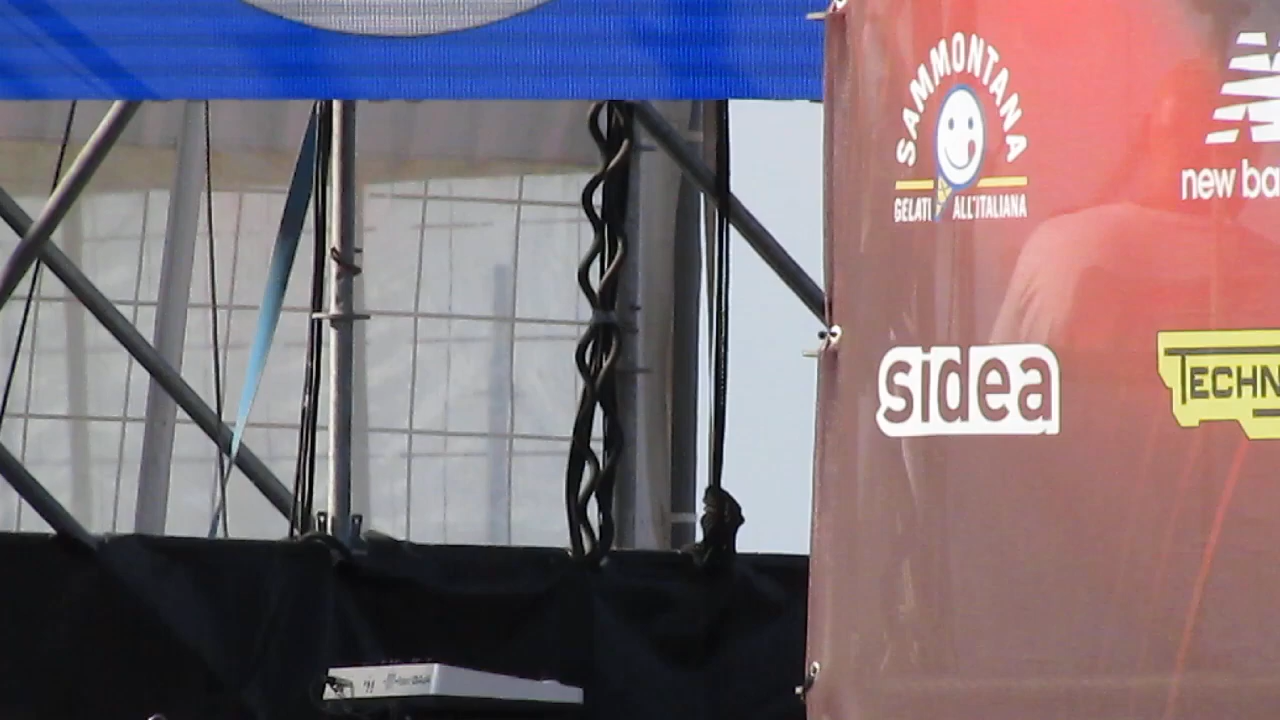 SAMMONTANA
GELATI ALL'ITALIANA
new ba
sidea
TECHN